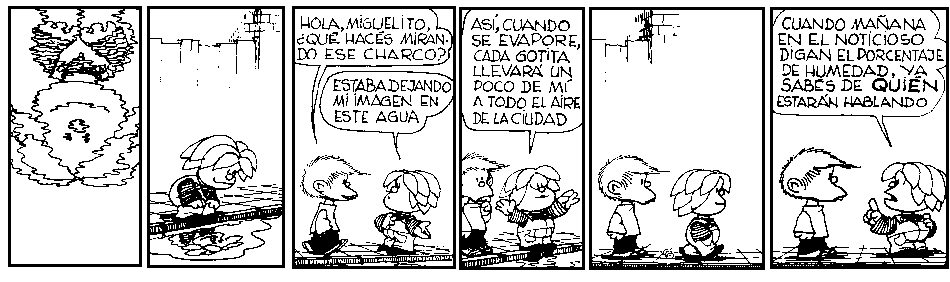 HOLA, MIGUELITO,
¿QUÉ HACÉS MIRAN-
DO ESE CHARCO?
ESTABA DEJANDO
MI IMAGEN EN
ESTE AGUA
ASÍ, CUANDO
SE EVAPORE,
CADA GOTITA
LLEVARÁ UN
POCO DE MÍ
A TODO EL AIRE
DE LA CIUDAD
CUANDO MAÑANA
EN EL NOTICIOSO
DIGAN EL PORCENTAJE
DE HUMEDAD, YA
SABÉS DE QUIÉN
ESTARÁN HABLANDO